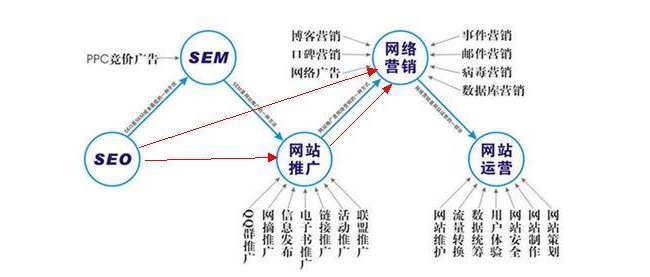 博客营销
口碑营销
网络广告
网络
营销
事件营销
邮件营销
病毒营销
数据库营销
PPC竞价广告
SEM
SEO
网站
推广
网站
运营
QQ群推广
网摘推广
信息发布
电子书推广
链接推广
活动推广
联盟推广
网站维护
流量转换
数据统筹
用户体验
网站安全
网站制作
网站策划